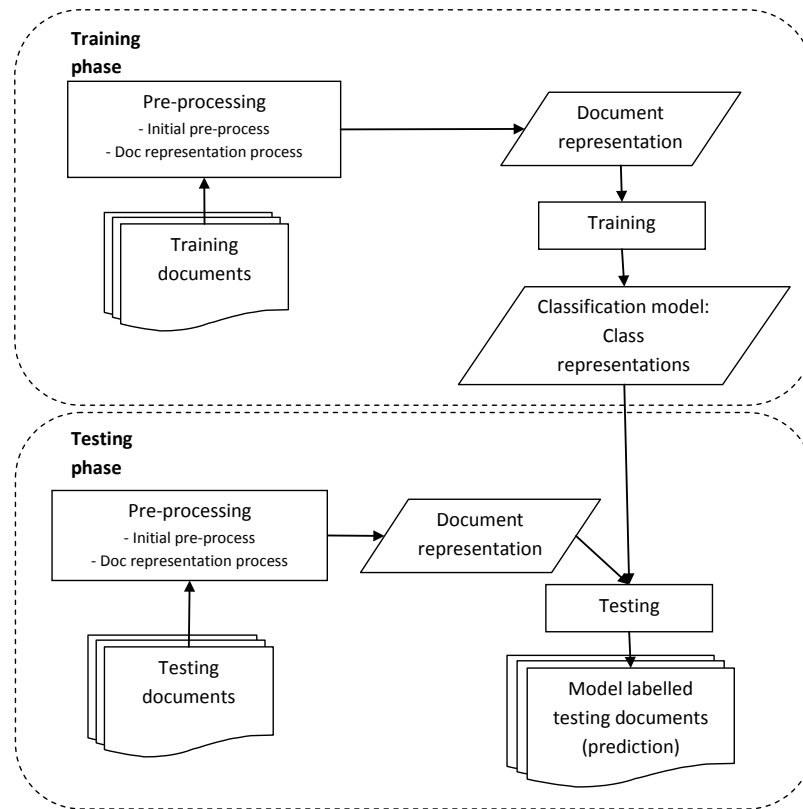 Training
phase
Pre-processing
- Initial pre-process
- Doc representation process
Document
representation
Training
documents
Training
Classification model:
Class
representations
Testing
phase
Pre-processing
- Initial pre-process
- Doc representation process
Document
representation
Testing
Testing
documents
Model labelled
testing documents
(prediction)